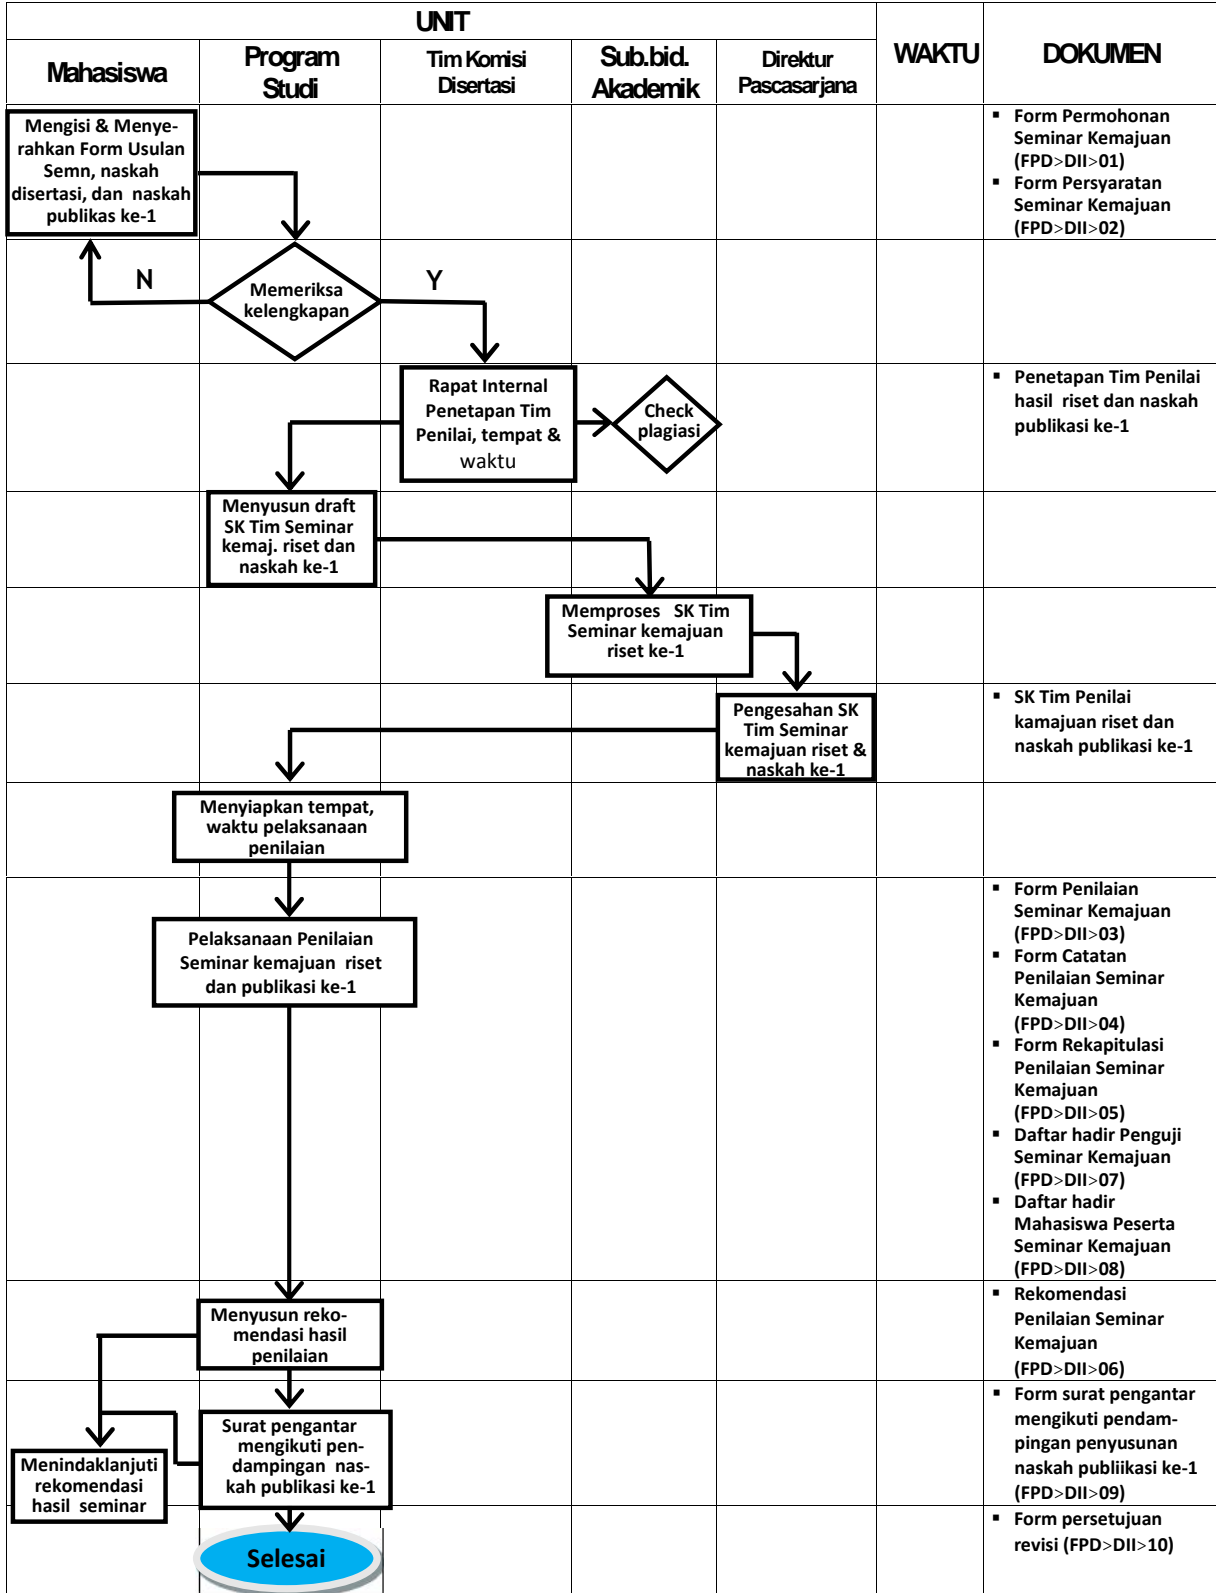 UNIT
WAKTU
DOKUMEN
Mahasiswa
Program
Studi
Tim Komisi
Disertasi
Sub.bid.
Akademik
Direktur
Pascasarjana
Mengisi & Menye-
rahkan Form Usulan
Semn, naskah
disertasi, dan naskah
publikas ke-1
▪ Form Permohonan
Seminar Kemajuan
(FPD>DII>01)
▪ Form Persyaratan
Seminar Kemajuan
(FPD>DII>02)
N
Memeriksa
kelengkapan
Y
Rapat Internal
Penetapan Tim
Penilai, tempat &
waktu
Check
plagiasi
▪ Penetapan Tim Penilai
hasil riset dan naskah
publikasi ke-1
Menyusun draft
SK Tim Seminar
kemaj. riset dan
naskah ke-1
Memproses SK Tim
Seminar kemajuan
riset ke-1
Pengesahan SK
Tim Seminar
kemajuan riset &
naskah ke-1
▪ SK Tim Penilai
kamajuan riset dan
naskah publikasi ke-1
Menyiapkan tempat,
waktu pelaksanaan
penilaian
Pelaksanaan Penilaian
Seminar kemajuan riset
dan publikasi ke-1
▪ Form Penilaian
Seminar Kemajuan
(FPD>DII>03)
▪ Form Catatan
Penilaian Seminar
Kemajuan
(FPD>DII>04)
▪ Form Rekapitulasi
Penilaian Seminar
Kemajuan
(FPD>DII>05)
▪ Daftar hadir Penguji
Seminar Kemajuan
(FPD>DII>07)
▪ Daftar hadir
Mahasiswa Peserta
Seminar Kemajuan
(FPD>DII>08)
Menyusun reko-
mendasi hasil
penilaian
▪ Rekomendasi
Penilaian Seminar
Kemajuan
(FPD>DII>06)
Menindaklanjuti
rekomendasi
hasil seminar
Surat pengantar
mengikuti pen-
dampingan nas-
kah publikasi ke-1
▪ Form surat pengantar
mengikuti pendam-
pingan penyusunan
naskah publiikasi ke-1
(FPD>DII>09)
Selesai
▪ Form persetujuan
revisi (FPD>DII>10)